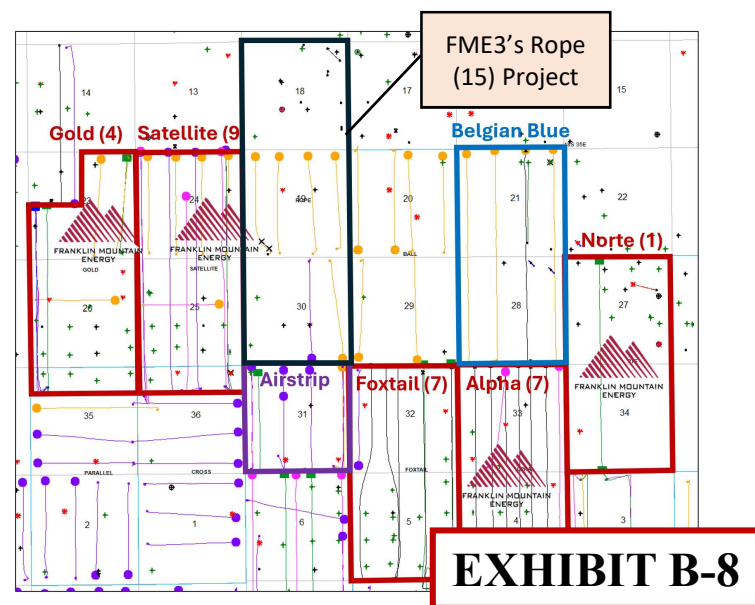 FME3's Rope
(15) Project
14
13
18
17
15
Gold (4)
Satellite (9
Belgian Blue
23
24
20
21
22
ROPE
FRANKLIN MOUNTAIN
ENERGY
GOLD
FRANKLIN MOUNTAIN
ENERGY
SATELLITE
BALL
Norte (1)
25
30
29
28
27
FRANKLIN MOUNTAIN
ENERGY
Airstrip
Foxtail (7)
Alpha (7)
35
36
31
32
33
34
PARALLEL
CROSS
FOXTAIL
FRANKLIN MOUNTAIN
ENERGY
2
1
6
5
4
3
EXHIBIT B-8